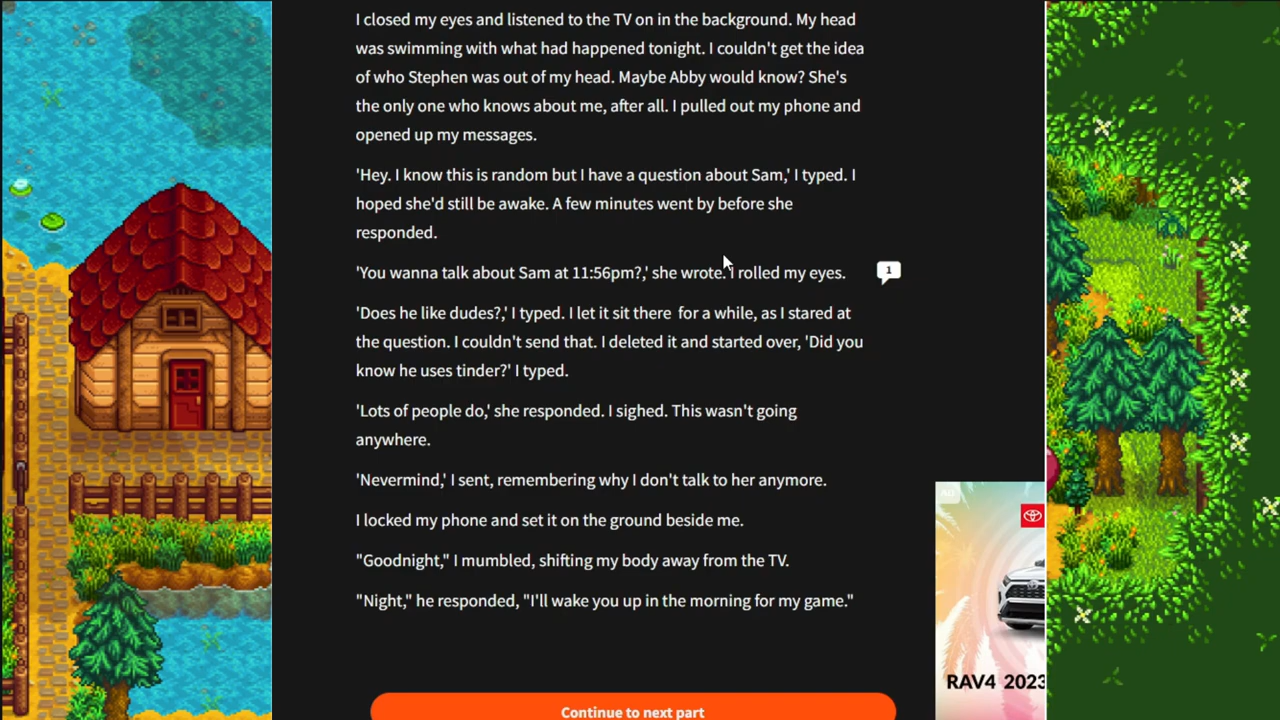 I closed my eyes and listened to the TV on in the background. My head
was swimming with what had happened tonight. I couldn't get the idea
of who Stephen was out of my head. Maybe Abby would know? She's
the only one who knows about me, after all. I pulled out my phone and
opened up my messages.
'Hey. I know this is random but I have a question about Sam,' I typed. I
hoped she'd still be awake. A few minutes went by before she
responded.
'You wanna talk about Sam at 11:56pm?,' she wrote. I rolled my eyes.
1
'Does he like dudes?,' I typed. I let it sit there for a while, as I stared at
the question. I couldn't send that. I deleted it and started over, 'Did you
know he uses tinder?' I typed.
'Lots of people do,' she responded. I sighed. This wasn't going
anywhere.
'Nevermind,' I sent, remembering why I don't talk to her anymore.
I locked my phone and set it on the ground beside me.
"Goodnight," I mumbled, shifting my body away from the TV.
"Night," he responded, "I'll wake you up in the morning for my game."
AD
RAV4 2023
Continue to next part